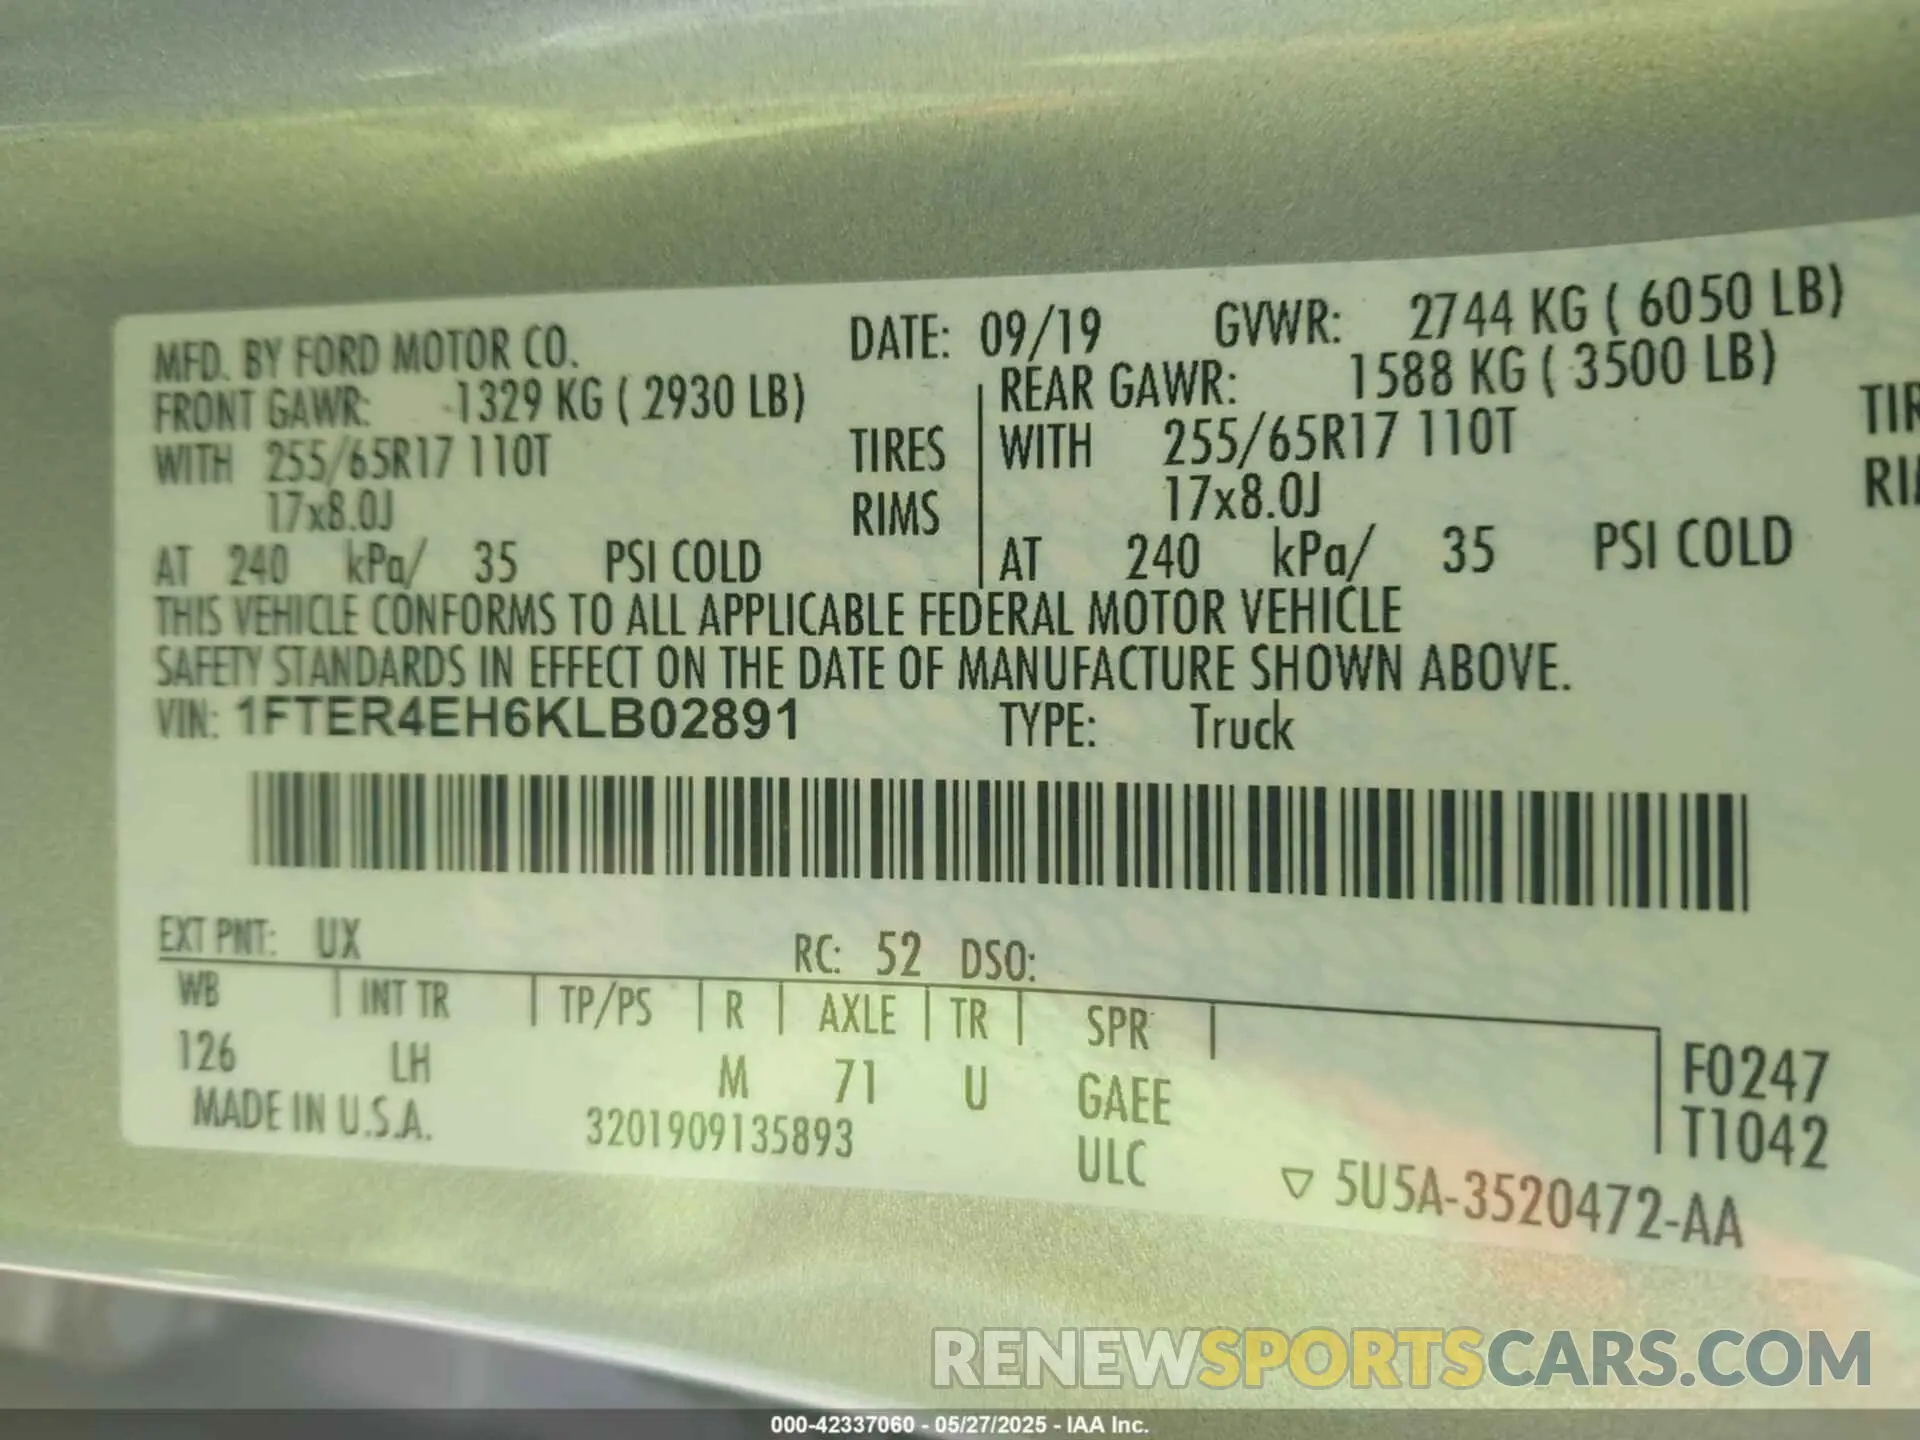 MFD. BY FORD MOTOR CO. DATE: 09/19 GVWR: 2744 KG ( 6050 LB)
FRONT GAWR: 1329 KG ( 2930 LB) REAR GAWR: 1588 KG ( 3500 LB)
WITH 255/65R17 110T TIRES WITH 255/65R17 110T TIR
17x8.0J RIMS 17x8.0J RI
AT 240 kPa/ 35 PSI COLD AT 240 kPa/ 35 PSI COLD
THIS VEHICLE CONFORMS TO ALL APPLICABLE FEDERAL MOTOR VEHICLE
SAFETY STANDARDS IN EFFECT ON THE DATE OF MANUFACTURE SHOWN ABOVE.
VIN: 1FTER4EH6KLB02891 TYPE: Truck
EXT PNT: UX RC: 52 DSO:
WB | INT TR | TP/PS | R | AXLE | TR | SPR |
126 LH M 71 U GAEE F0247
MADE IN U.S.A. 3201909135893 ULC T1042
▽ 5U5A-3520472-AA
RENEWSPORTSCARS.COM
000-42337060 - 05/27/2025 - IAA Inc.